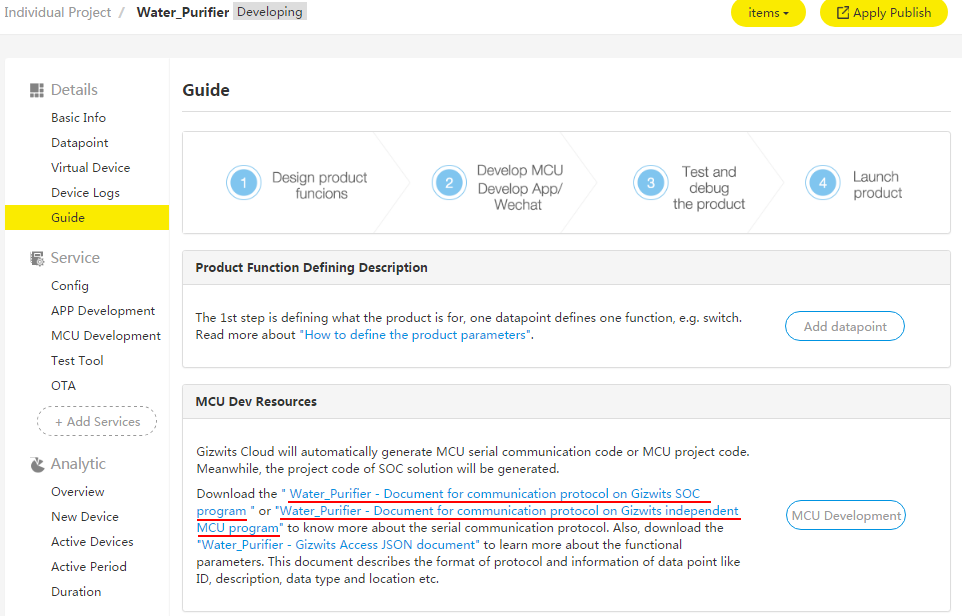 Individual Project / Water_Purifier Developing
items
Apply Publish
Details
Basic Info
Datapoint
Virtual Device
Device Logs
Guide
Service
Config
APP Development
MCU Development
Test Tool
OTA
+ Add Services
Analytic
Overview
New Device
Active Devices
Active Period
Duration
Guide
1
Design product
funcions
2
Develop MCU
Develop App/
Wechat
3
Test and
debug
the product
4
Launch
product
Product Function Defining Description
The 1st step is defining what the product is for, one datapoint defines one function, e.g. switch.
Read more about "How to define the product parameters".
Add datapoint
MCU Dev Resources
Gizwits Cloud will automatically generate MCU serial communication code or MCU project code.
Meanwhile, the project code of SOC solution will be generated.
Download the " Water_Purifier - Document for communication protocol on Gizwits SOC
program " or "Water_Purifier - Document for communication protocol on Gizwits independent
MCU program" to know more about the serial communication protocol. Also, download the
"Water_Purifier - Gizwits Access JSON document" to learn more about the functional
parameters. This document describes the format of protocol and information of data point like
ID, description, data type and location etc.
MCU Development